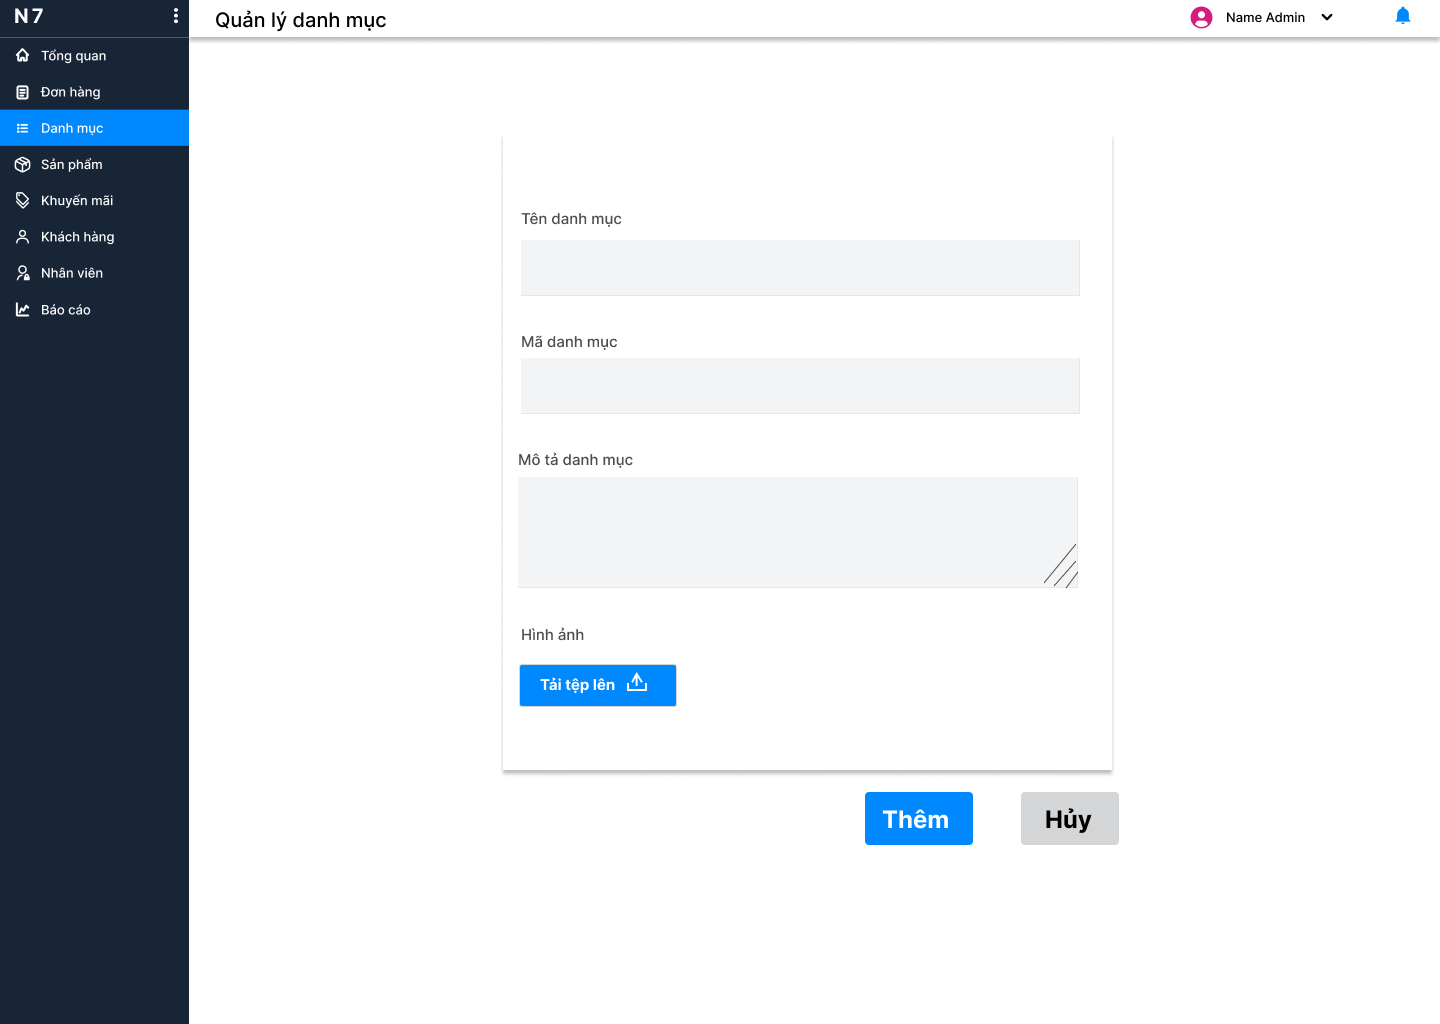 N7
Quản lý danh mục
Name Admin
Tổng quan
Đơn hàng
Danh mục
Sản phẩm
Khuyến mãi
Khách hàng
Nhân viên
Báo cáo
Tên danh mục
Mã danh mục
Mô tả danh mục
Hình ảnh
Tải tệp lên
Thêm
Hủy